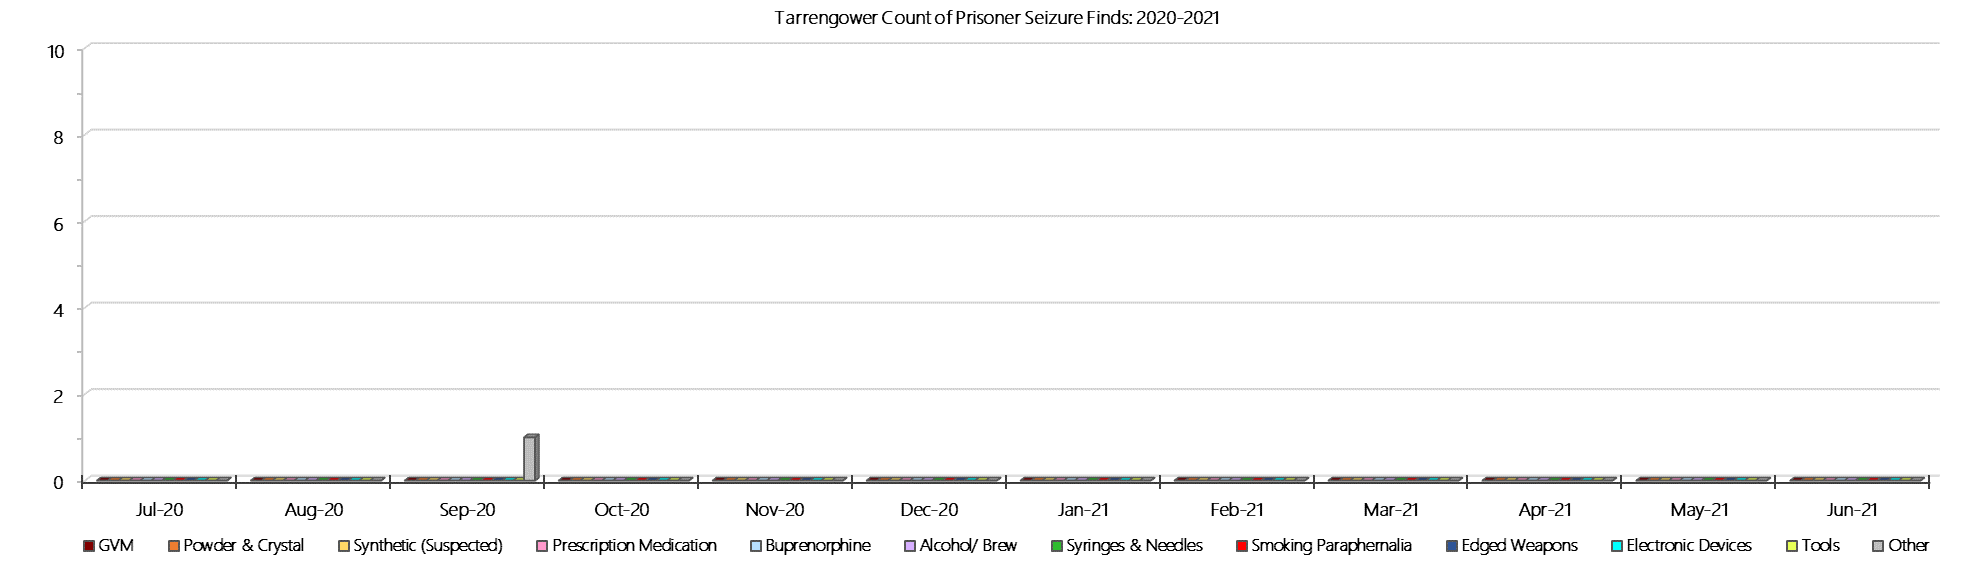 Tarrengower Count of Prisoner Seizure Finds: 2020-2021
10
8
6
4
2
0
Jul-20 Aug-20 Sep-20 Oct-20 Nov-20 Dec-20 Jan-21 Feb-21 Mar-21 Apr-21 May-21 Jun-21
GVM Powder & Crystal Synthetic (Suspected) Prescription Medication Buprenorphine Alcohol/ Brew Syringes & Needles Smoking Paraphernalia Edged Weapons Electronic Devices Tools Other